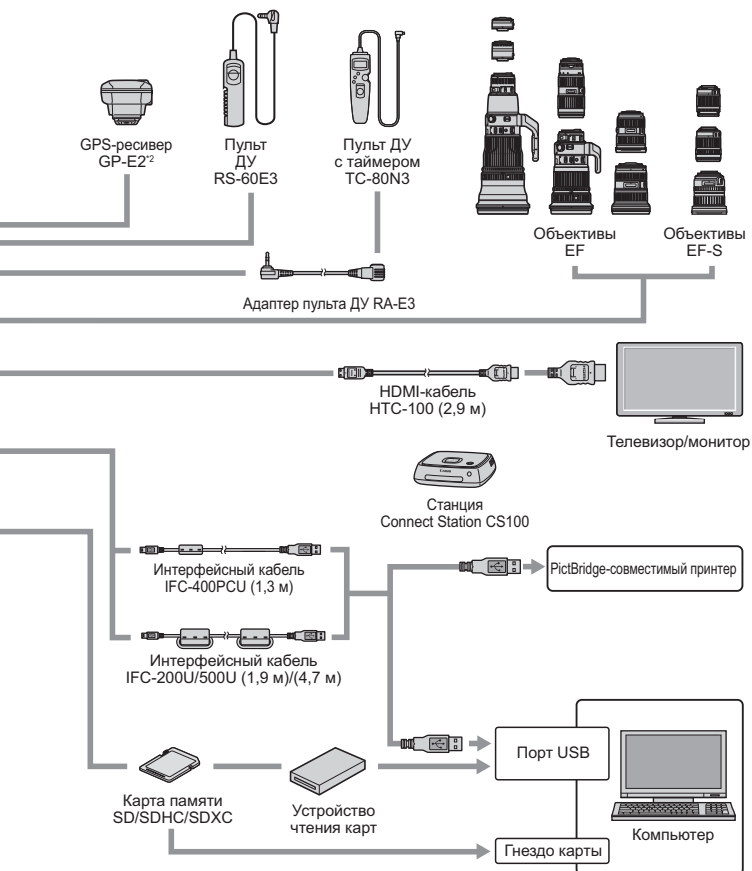 GPS-ресивер
GP-E2*2
Пульт
ДУ
RS-60E3
Пульт ДУ
с таймером
TC-80N3
Объективы
EF
Объективы
EF-S
Адаптер пульта ДУ RA-E3
HDMI-кабель
HTC-100 (2,9 м)
Телевизор/монитор
Canon
Станция
Connect Station CS100
Интерфейсный кабель
IFC-400PCU (1,3 м)
PictBridge-совместимый принтер
Интерфейсный кабель
IFC-200U/500U (1,9 м)/(4,7 м)
Порт USB
Карта памяти
SD/SDHC/SDXC
Устройство
чтения карт
Компьютер
Гнездо карты